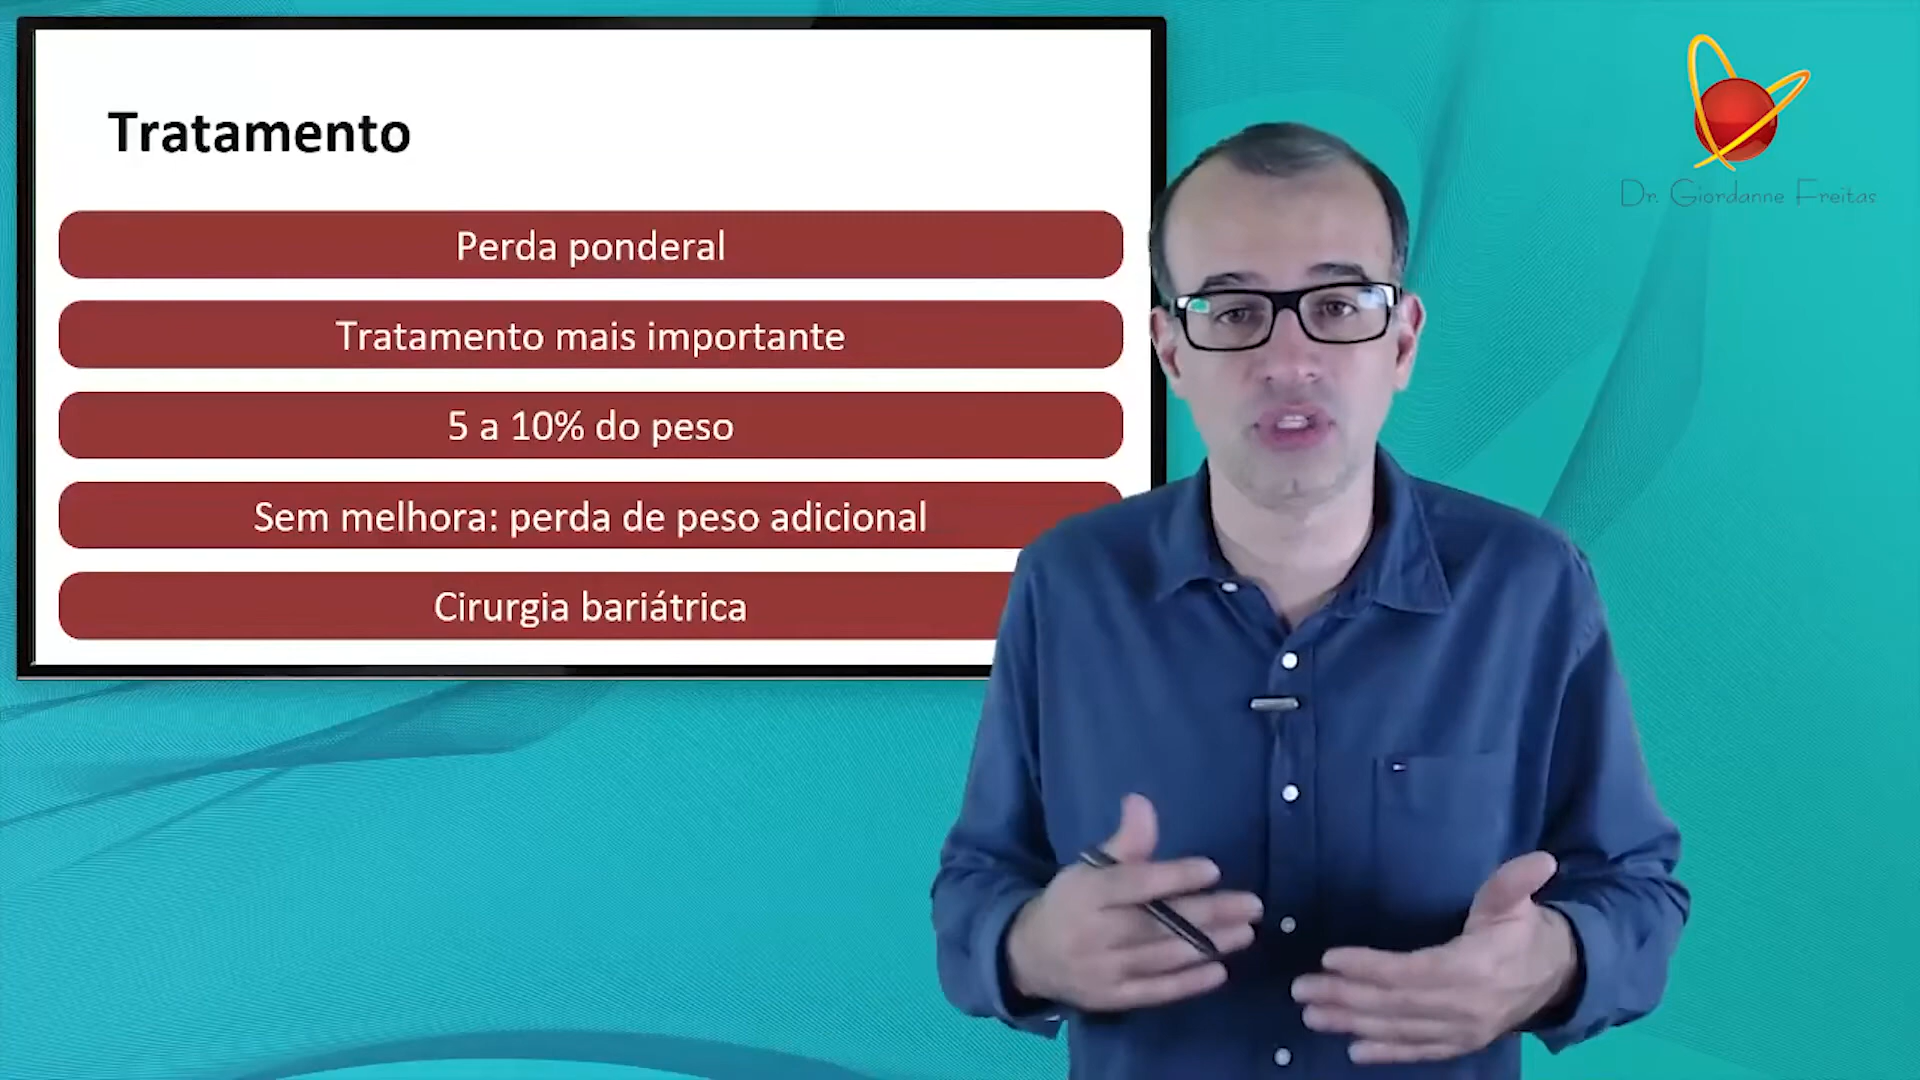 Tratamento
Perda ponderal
Tratamento mais importante
5 a 10% do peso
Sem melhora: perda de peso adicional
Cirurgia bariátrica
Dr. Giordanne Freitas